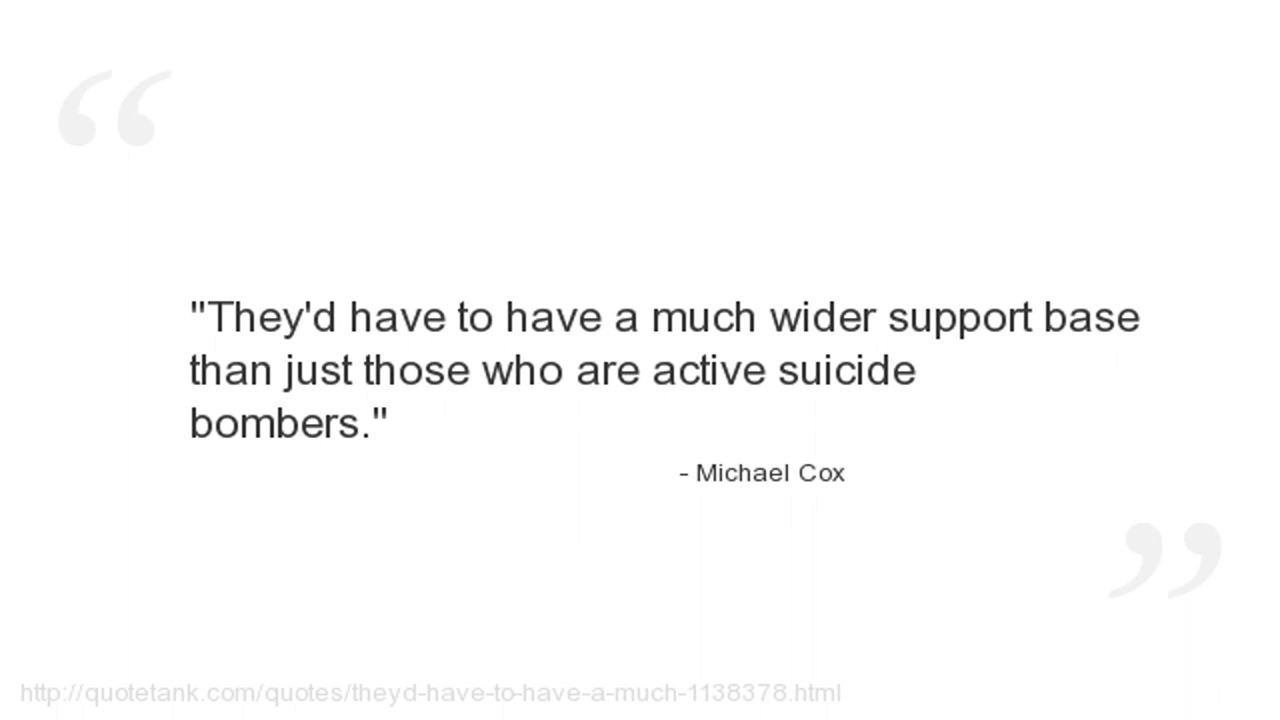 "They'd have to have a much wider support base
than just those who are active suicide
bombers."
- Michael Cox
http://quotetank.com/quotes/theyd-have-to-have-a-much-1138378.html